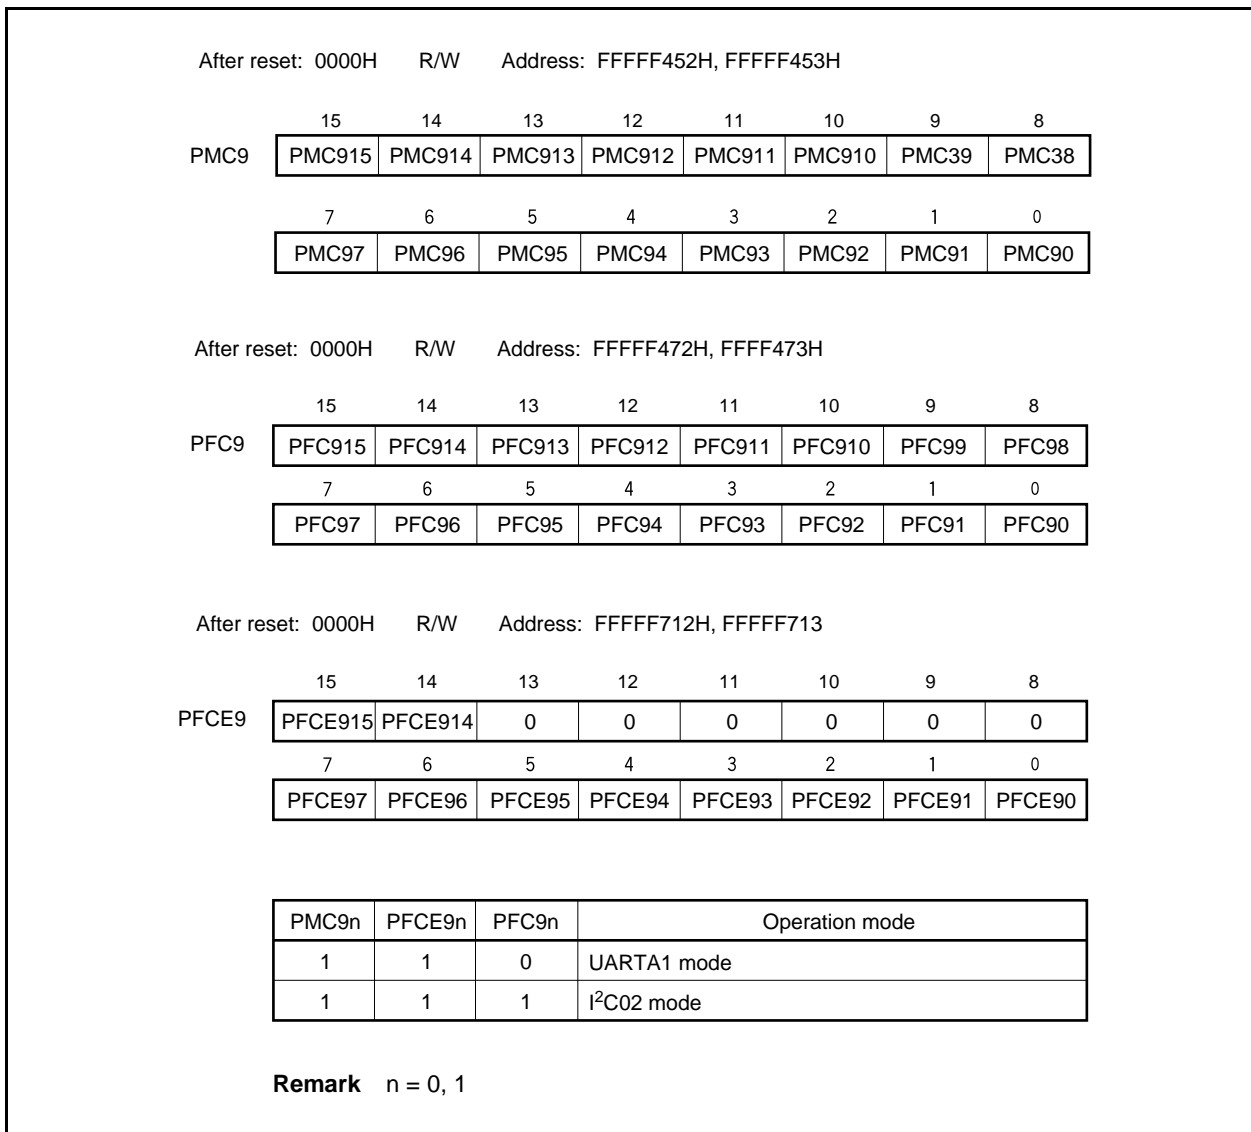 After reset: 0000H R/W Address: FFFFF452H, FFFFF453H
15 14 13 12 11 10 9 8
PMC9 PMC915 PMC914 PMC913 PMC912 PMC911 PMC910 PMC39 PMC38
7 6 5 4 3 2 1 0
PMC97 PMC96 PMC95 PMC94 PMC93 PMC92 PMC91 PMC90
After reset: 0000H R/W Address: FFFFF472H, FFFF473H
15 14 13 12 11 10 9 8
PFC9 PFC915 PFC914 PFC913 PFC912 PFC911 PFC910 PFC99 PFC98
7 6 5 4 3 2 1 0
PFC97 PFC96 PFC95 PFC94 PFC93 PFC92 PFC91 PFC90
After reset: 0000H R/W Address: FFFFF712H, FFFFF713
15 14 13 12 11 10 9 8
PFCE9 PFCE915 PFCE914 0 0 0 0 0 0
7 6 5 4 3 2 1 0
PFCE97 PFCE96 PFCE95 PFCE94 PFCE93 PFCE92 PFCE91 PFCE90
PMC9n PFCE9n PFC9n Operation mode
1 1 0 UARTA1 mode
1 1 1 I²C02 mode
Remark n = 0, 1